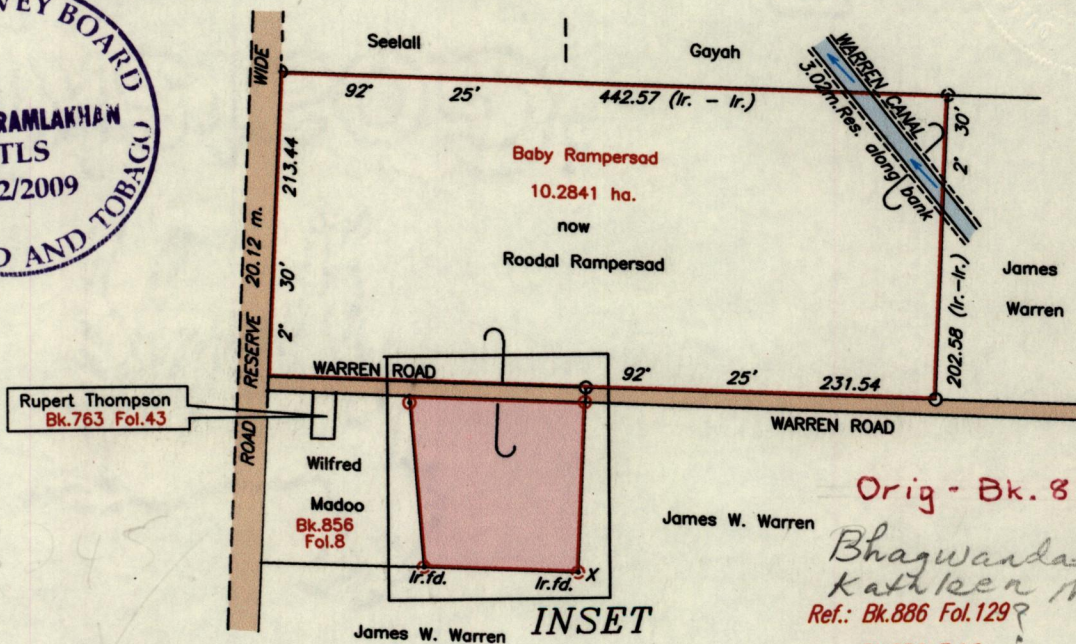 VEY BOARD
RAMLAKHAN
TLS
2/2009
AND TOBAGO
Seelall
Gayah
WARREN CANAL
3.02m.Res. along bank
92° 25' 442.57 (Ir. - Ir.)
WIDE
213.44
2° 30'
ROAD RESERVE 20.12 m.
Baby Rampersad
10.2841 ha.
now
Roodal Rampersad
2° 30'
202.58 (Ir.-Ir.)
James
Warren
WARREN ROAD
92° 25' 231.54
WARREN ROAD
Rupert Thompson
Bk.763 Fol.43
Wilfred
Madoo
Bk.856
Fol.8
James W. Warren
Orig - Bk. 8
Kathleen
Ref.: Bk.886 Fol.129?
Ir.fd.
Ir.fd. X
INSET
James W. Warren